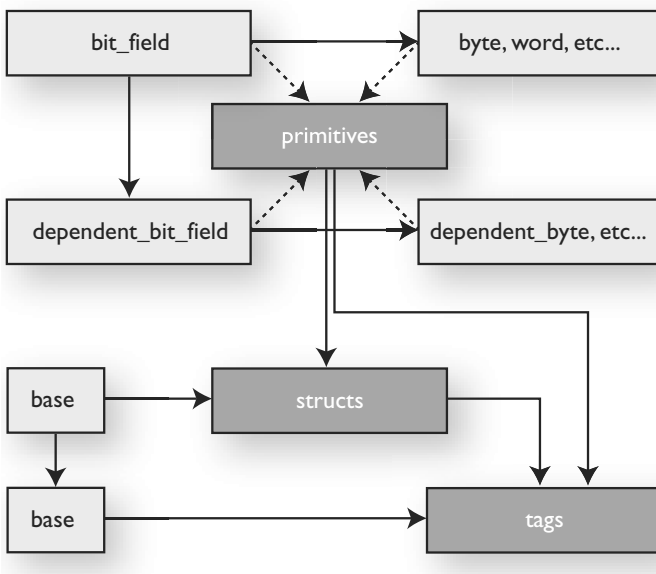 bit_field
byte, word, etc...
primitives
dependent_bit_field
dependent_byte, etc...
base
structs
base
tags